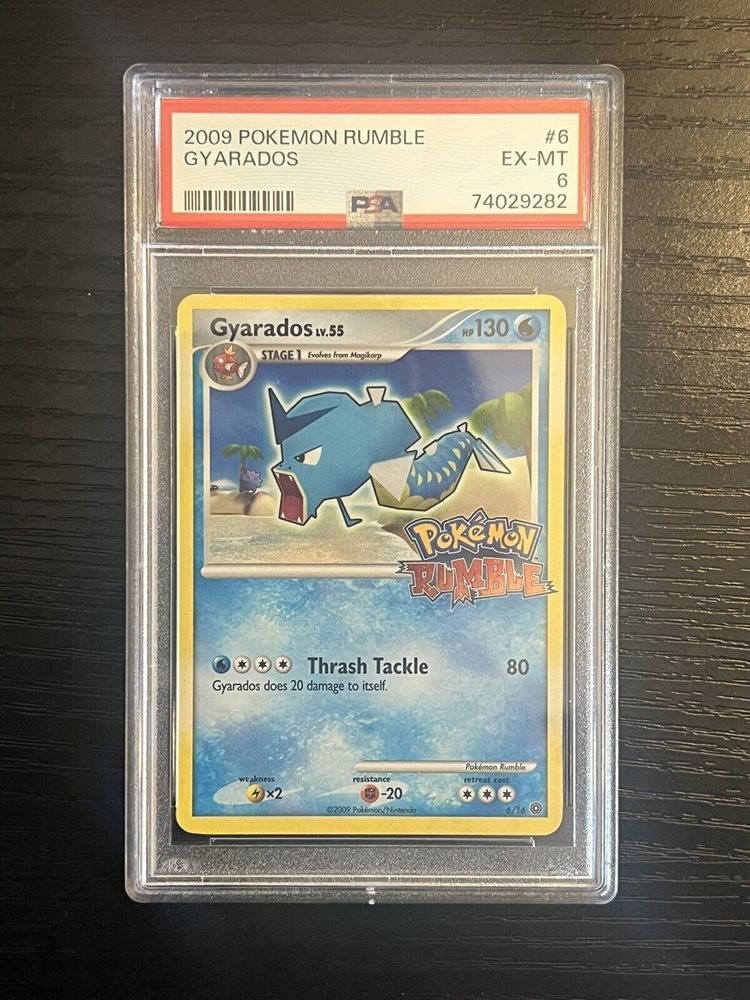 2009 POKEMON RUMBLE #6
GYARADOS EX-MT
6
PSA 74029282
Gyarados LV.55 HP 130
STAGE 1 Evolves from Magikarp
POKéMON
RUMBLE
Thrash Tackle 80
Gyarados does 20 damage to itself.
Pokémon Rumble
weakness resistance retreat cost
×2 -20
©2009 Pokémon/Nintendo 6/16